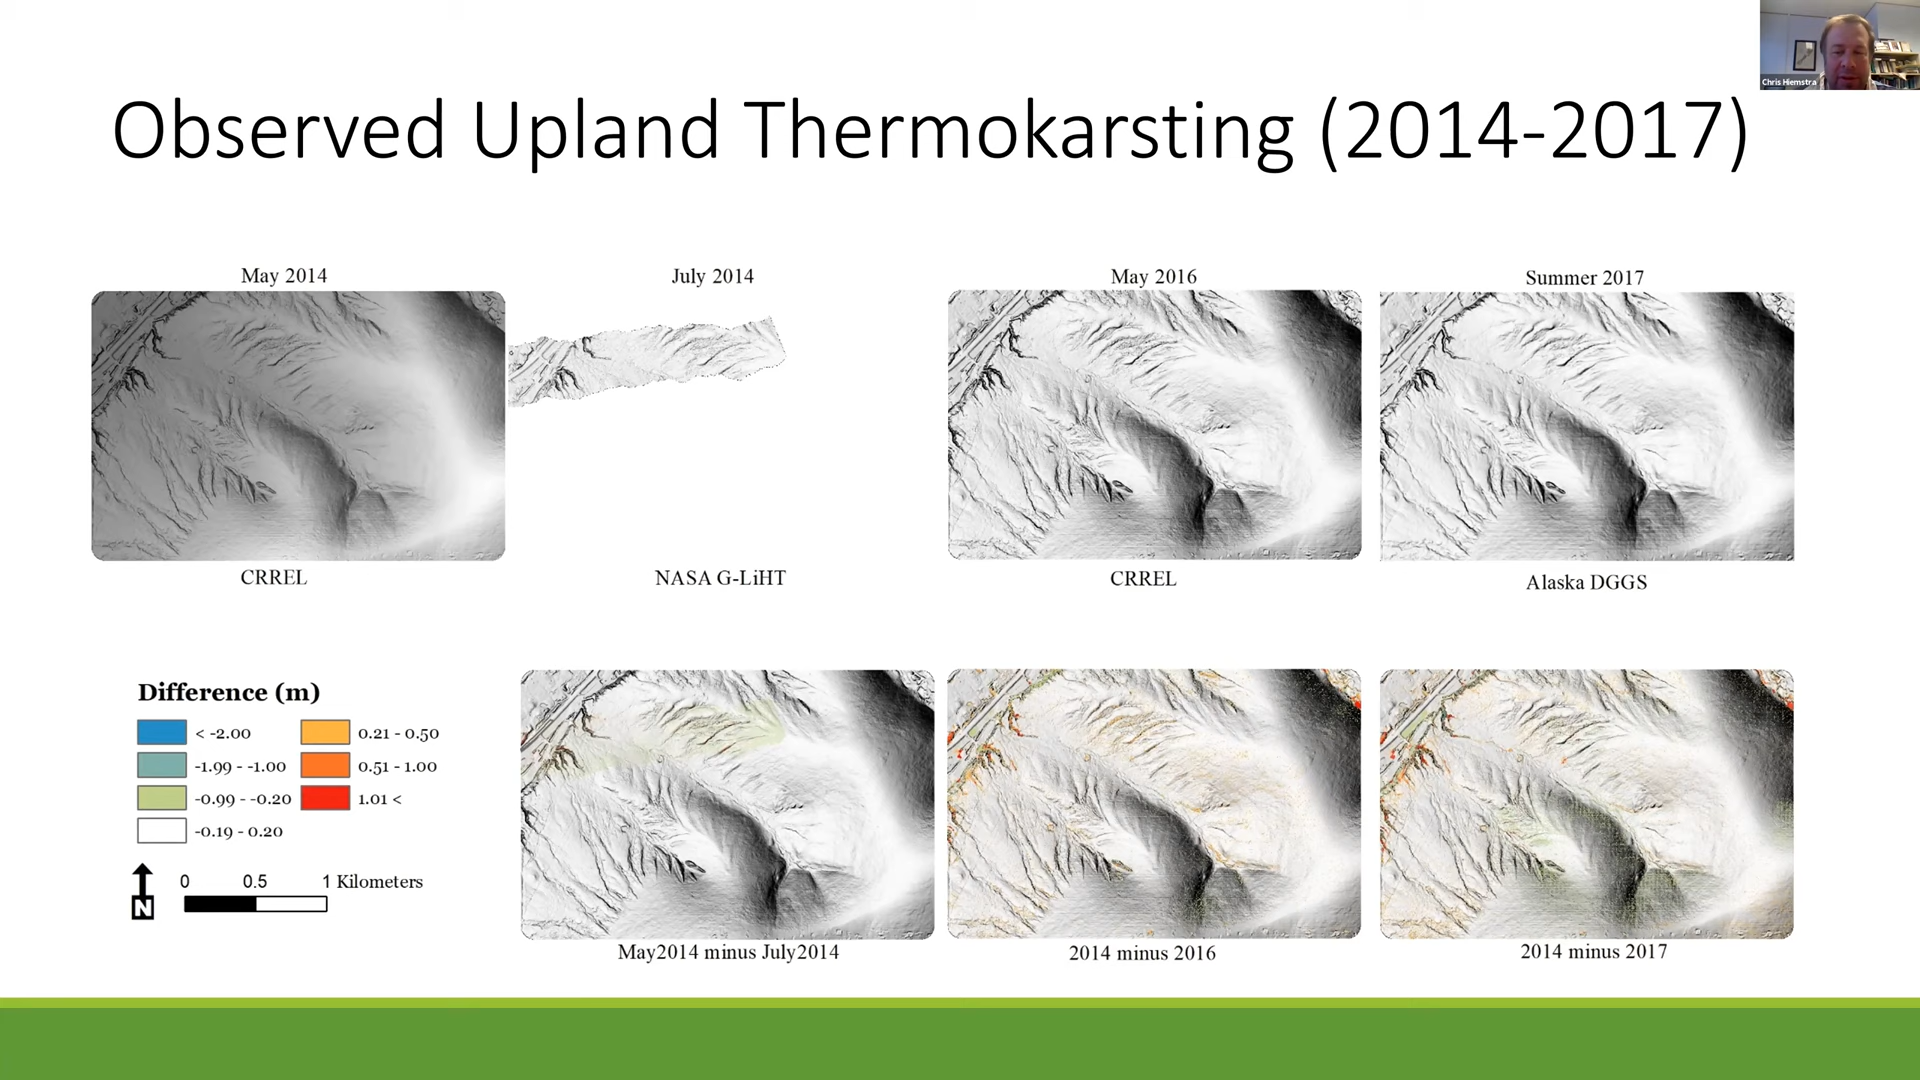 Chris Hiemstra
Observed Upland Thermokarsting (2014-2017)
May 2014
July 2014
May 2016
Summer 2017
CRREL
NASA G-LiHT
CRREL
Alaska DGGS
Difference (m)
< -2.00
0.21 - 0.50
-1.99 - -1.00
0.51 - 1.00
-0.99 - -0.20
1.01 <
-0.19 - 0.20
N
0 0.5 1 Kilometers
May2014 minus July2014
2014 minus 2016
2014 minus 2017